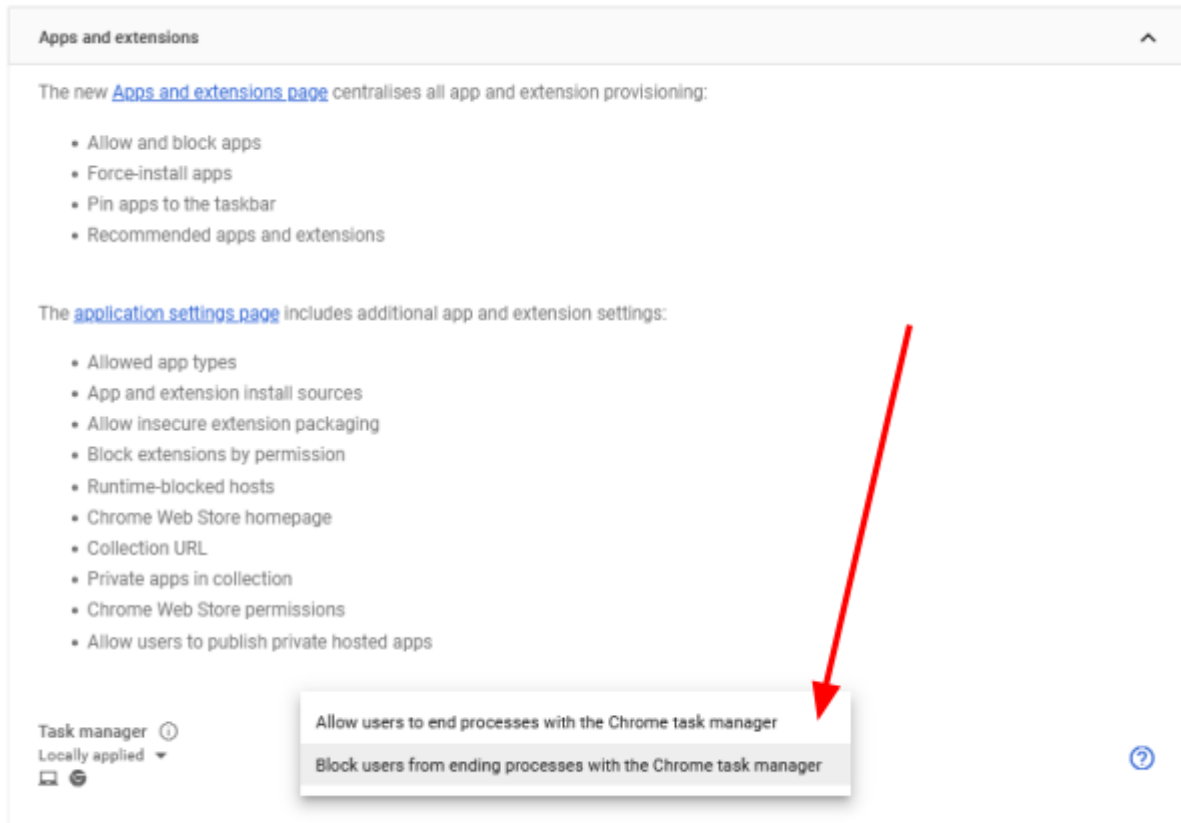 Apps and extensions
The new Apps and extensions page centralises all app and extension provisioning:
• Allow and block apps
• Force-install apps
• Pin apps to the taskbar
• Recommended apps and extensions
The application settings page includes additional app and extension settings:
• Allowed app types
• App and extension install sources
• Allow insecure extension packaging
• Block extensions by permission
• Runtime-blocked hosts
• Chrome Web Store homepage
• Collection URL
• Private apps in collection
• Chrome Web Store permissions
• Allow users to publish private hosted apps
Task manager
Locally applied
Allow users to end processes with the Chrome task manager
Block users from ending processes with the Chrome task manager